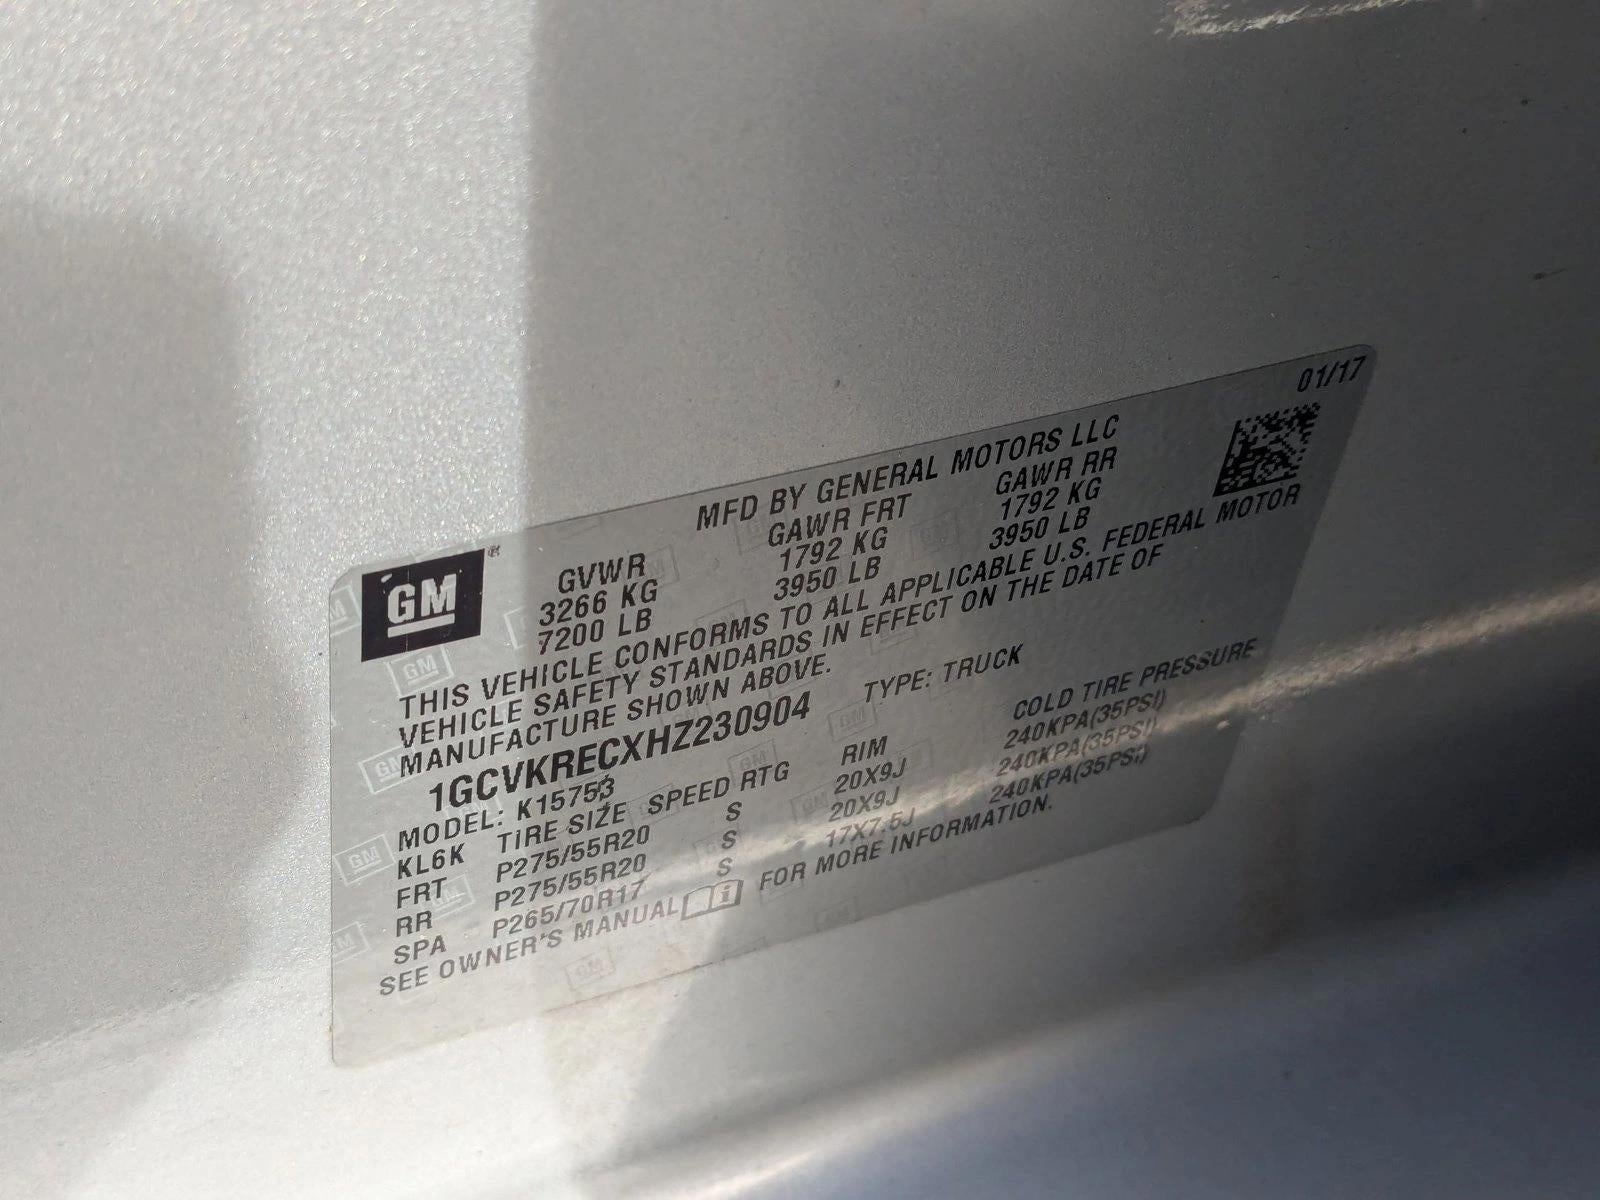 01/17
MFD BY GENERAL MOTORS LLC
GM®
GVWR GAWR FRT GAWR RR
3266 KG 1792 KG 1792 KG
7200 LB 3950 LB 3950 LB
THIS VEHICLE CONFORMS TO ALL APPLICABLE U.S. FEDERAL MOTOR
VEHICLE SAFETY STANDARDS IN EFFECT ON THE DATE OF
MANUFACTURE SHOWN ABOVE.
1GCVKRECXHZ230904 TYPE: TRUCK
MODEL: K15753
KL6K TIRE SIZE SPEED RTG RIM COLD TIRE PRESSURE
FRT P275/55R20 S 20X9J 240KPA(35PSI)
RR P275/55R20 S 20X9J 240KPA(35PSI)
SPA P265/70R17 S 17X7.5J 240KPA(35PSI)
SEE OWNER'S MANUAL i FOR MORE INFORMATION.